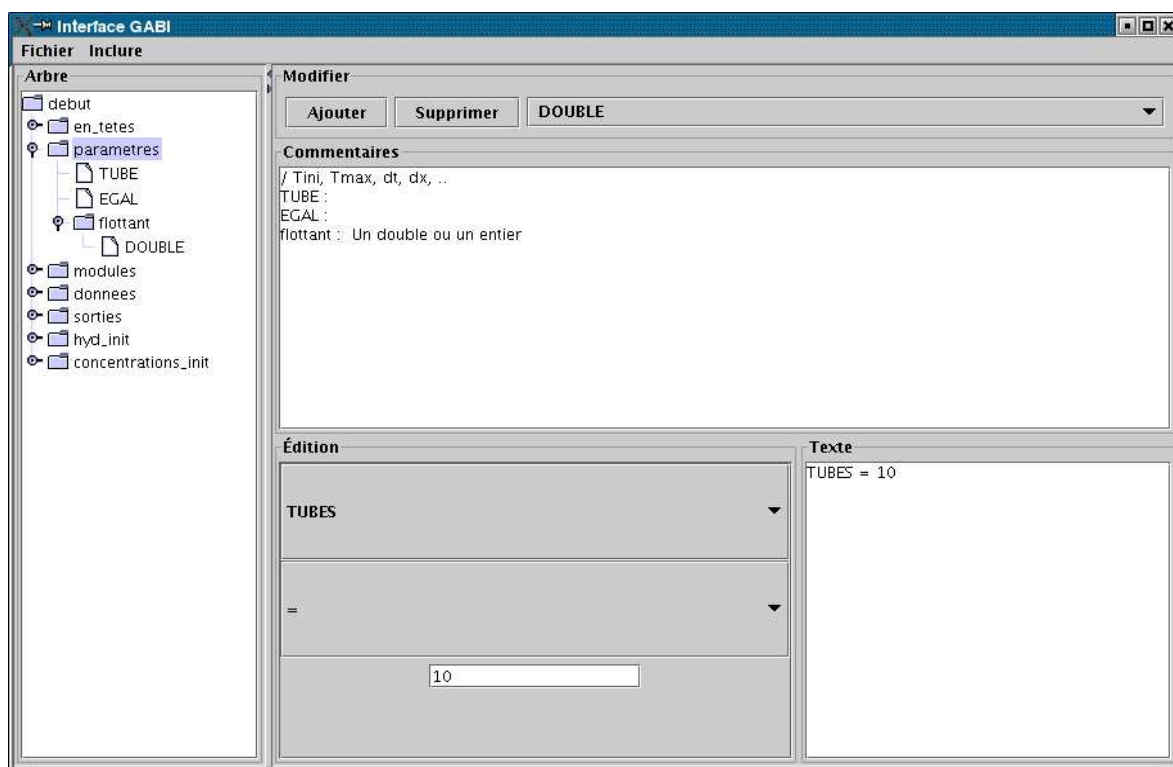 Interface GABI
Fichier Inclure
Arbre
debut
en_tetes
parametres
TUBE
EGAL
flottant
DOUBLE
modules
donnees
sorties
hyd_init
concentrations_init
Modifier
Ajouter
Supprimer
DOUBLE
Commentaires
/ Tini, Tmax, dt, dx, ..
TUBE :
EGAL :
flottant : Un double ou un entier
Édition
TUBES
=
10
Texte
TUBES = 10